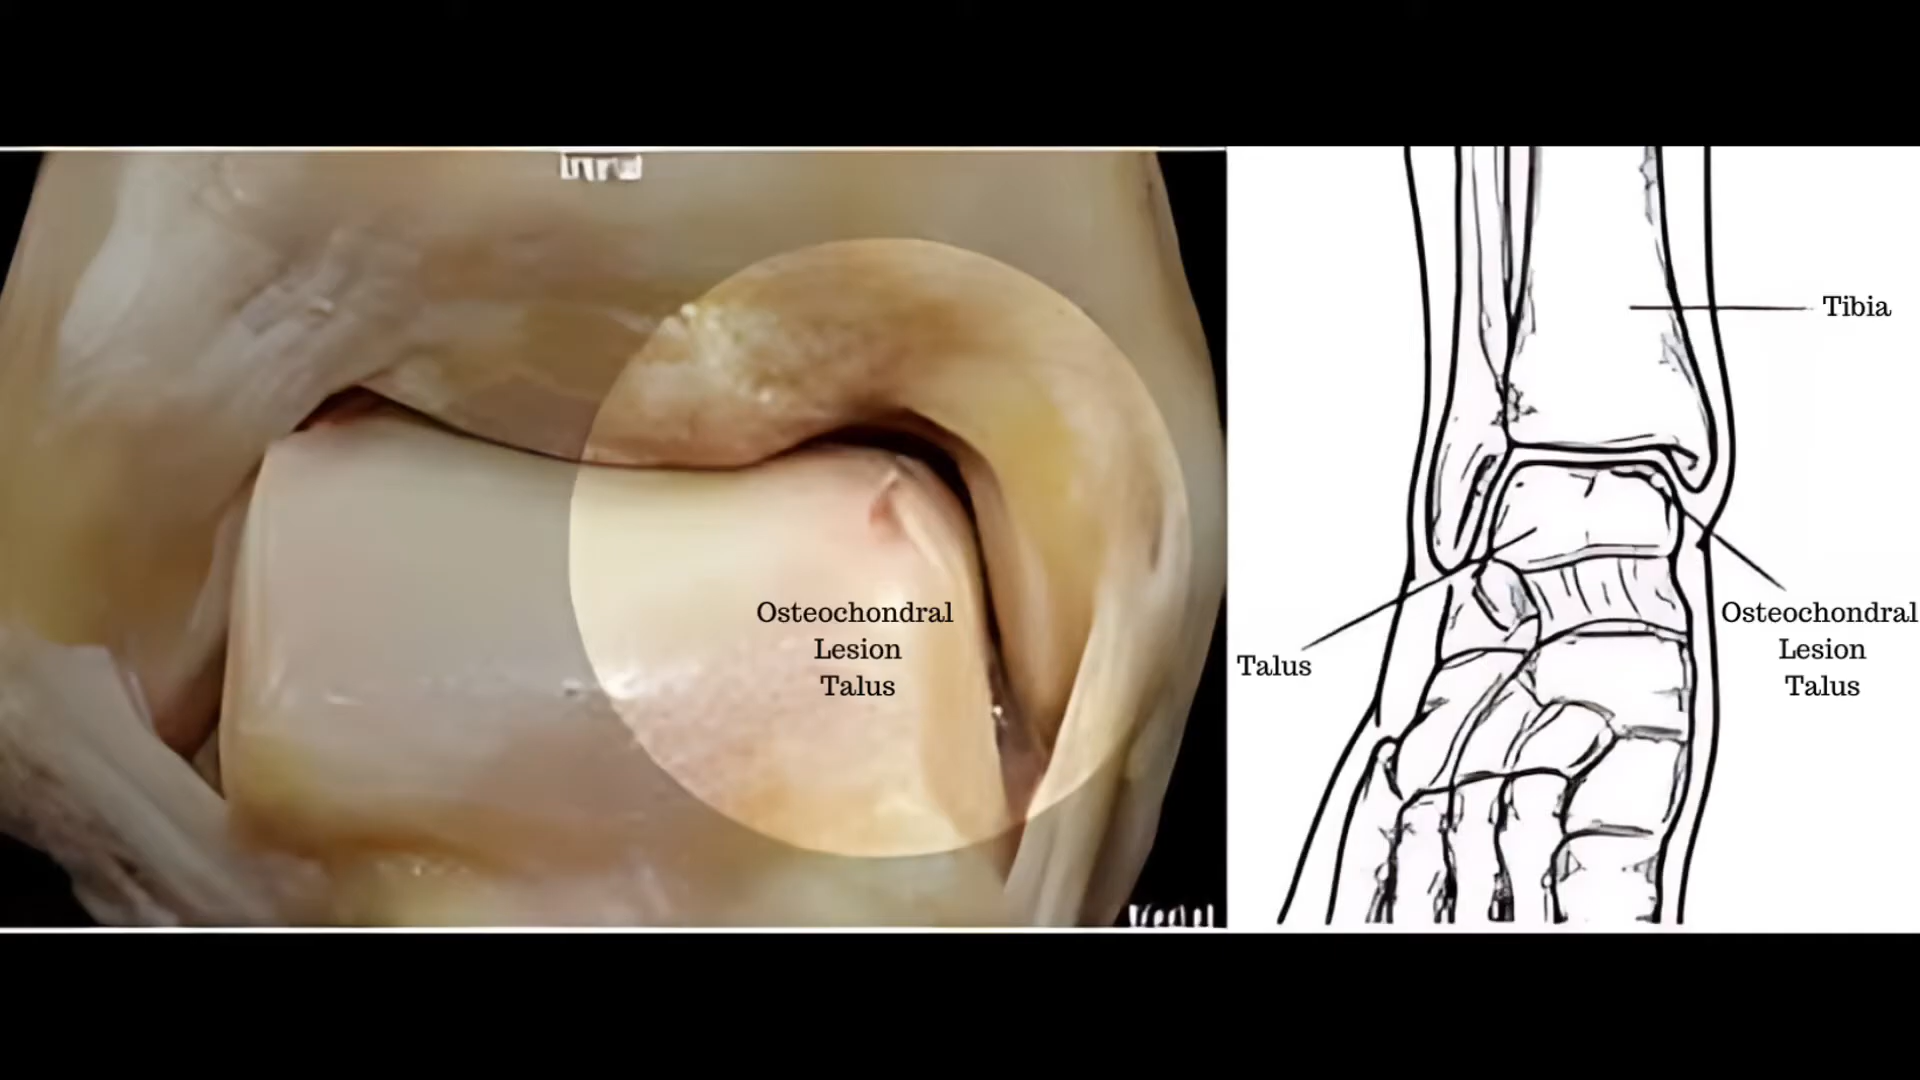 Osteochondral
Lesion
Talus
Tibia
Talus
Osteochondral
Lesion
Talus